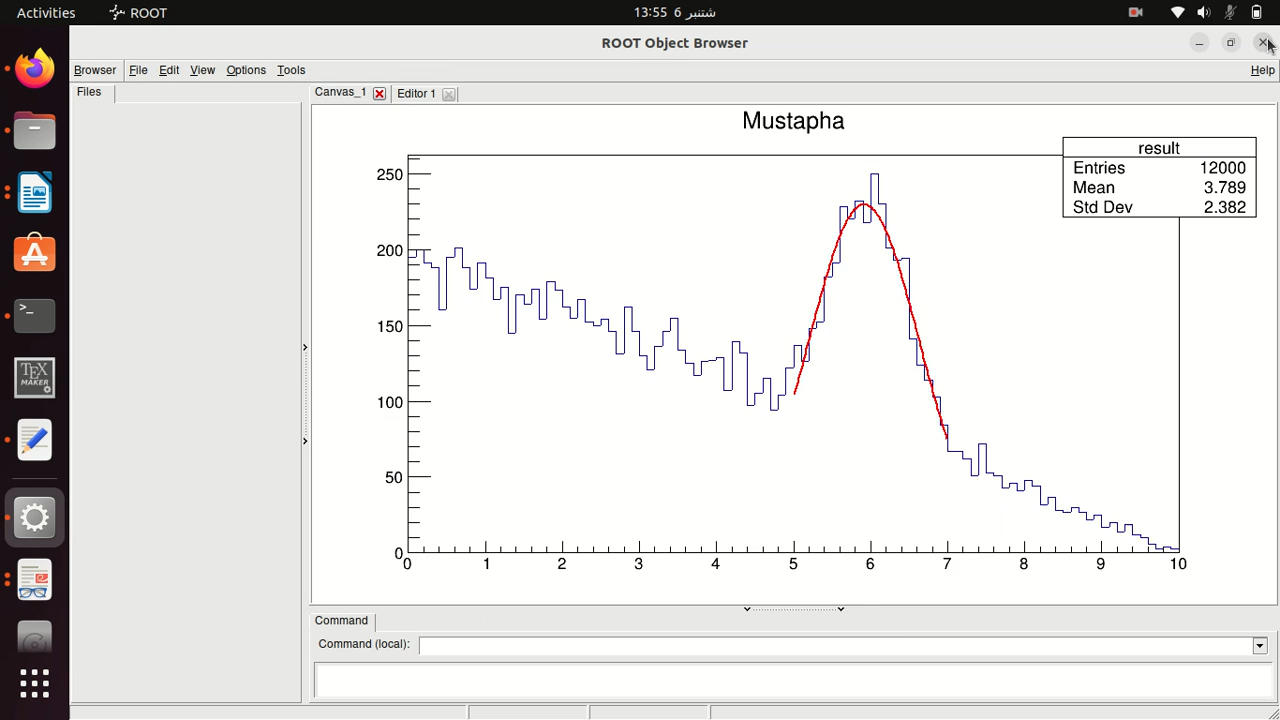 Activities ROOT 13:55 6 شتنبر
ROOT Object Browser
Browser File Edit View Options Tools Help
Files Canvas_1 Editor 1
Mustapha
result
Entries 12000
Mean 3.789
Std Dev 2.382
250
200
150
100
50
0
0 1 2 3 4 5 6 7 8 9 10
>_
TEX
MAKER
Command
Command (local):